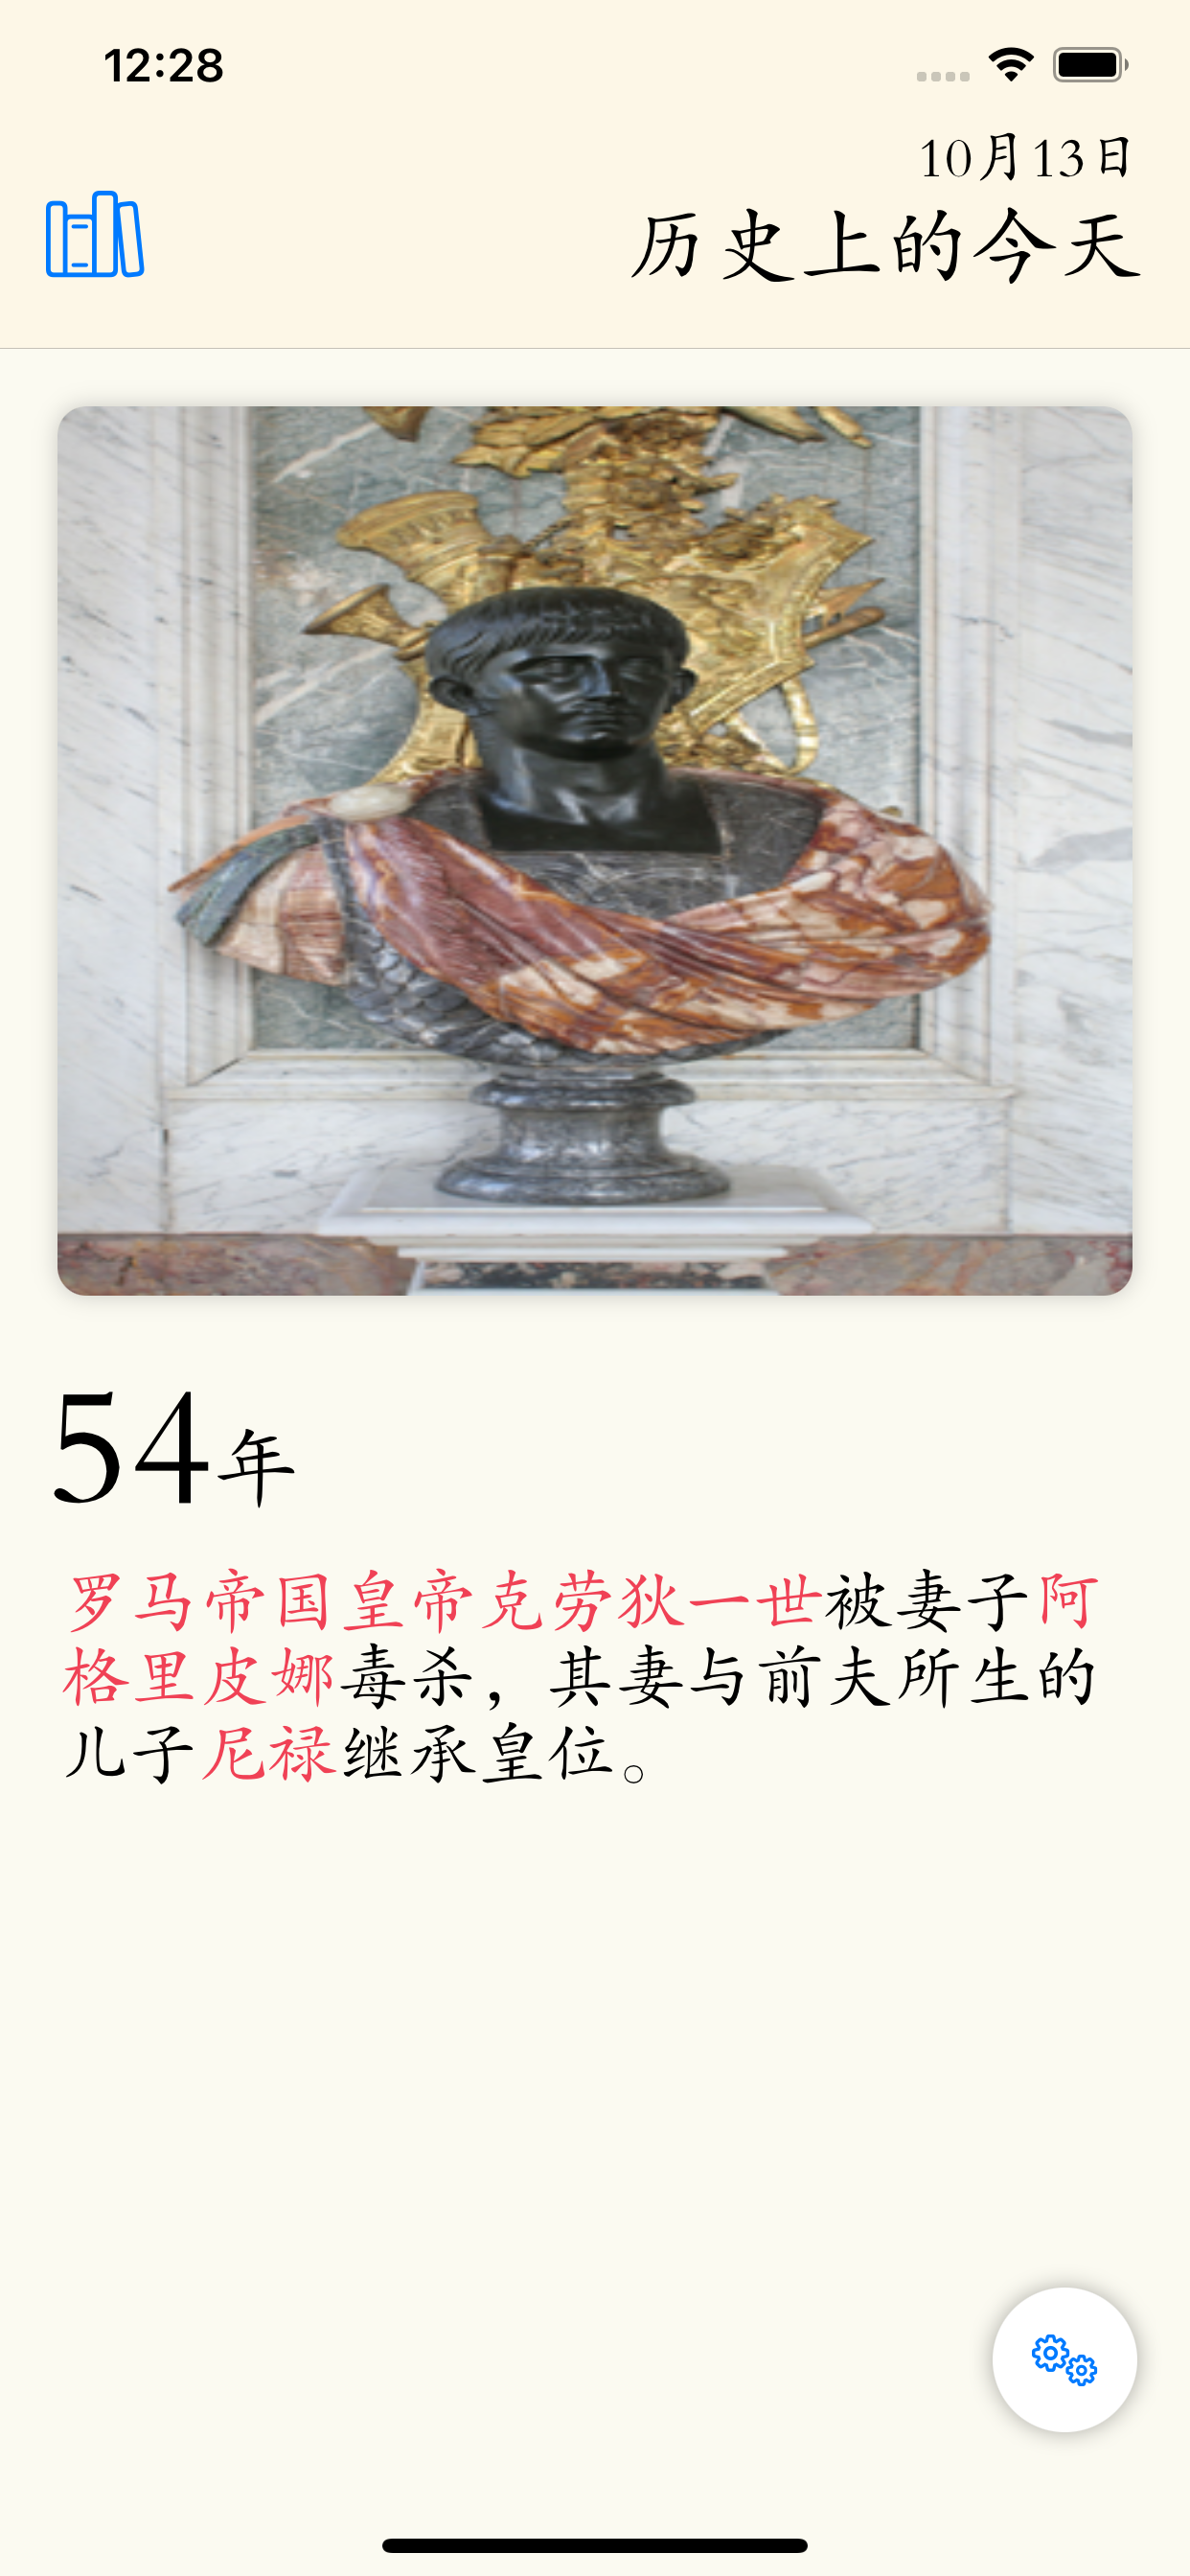 12:28
10月13日
历史上的今天
54年
罗马帝国皇帝克劳狄一世被妻子阿
格里皮娜毒杀，其妻与前夫所生的
儿子尼禄继承皇位。